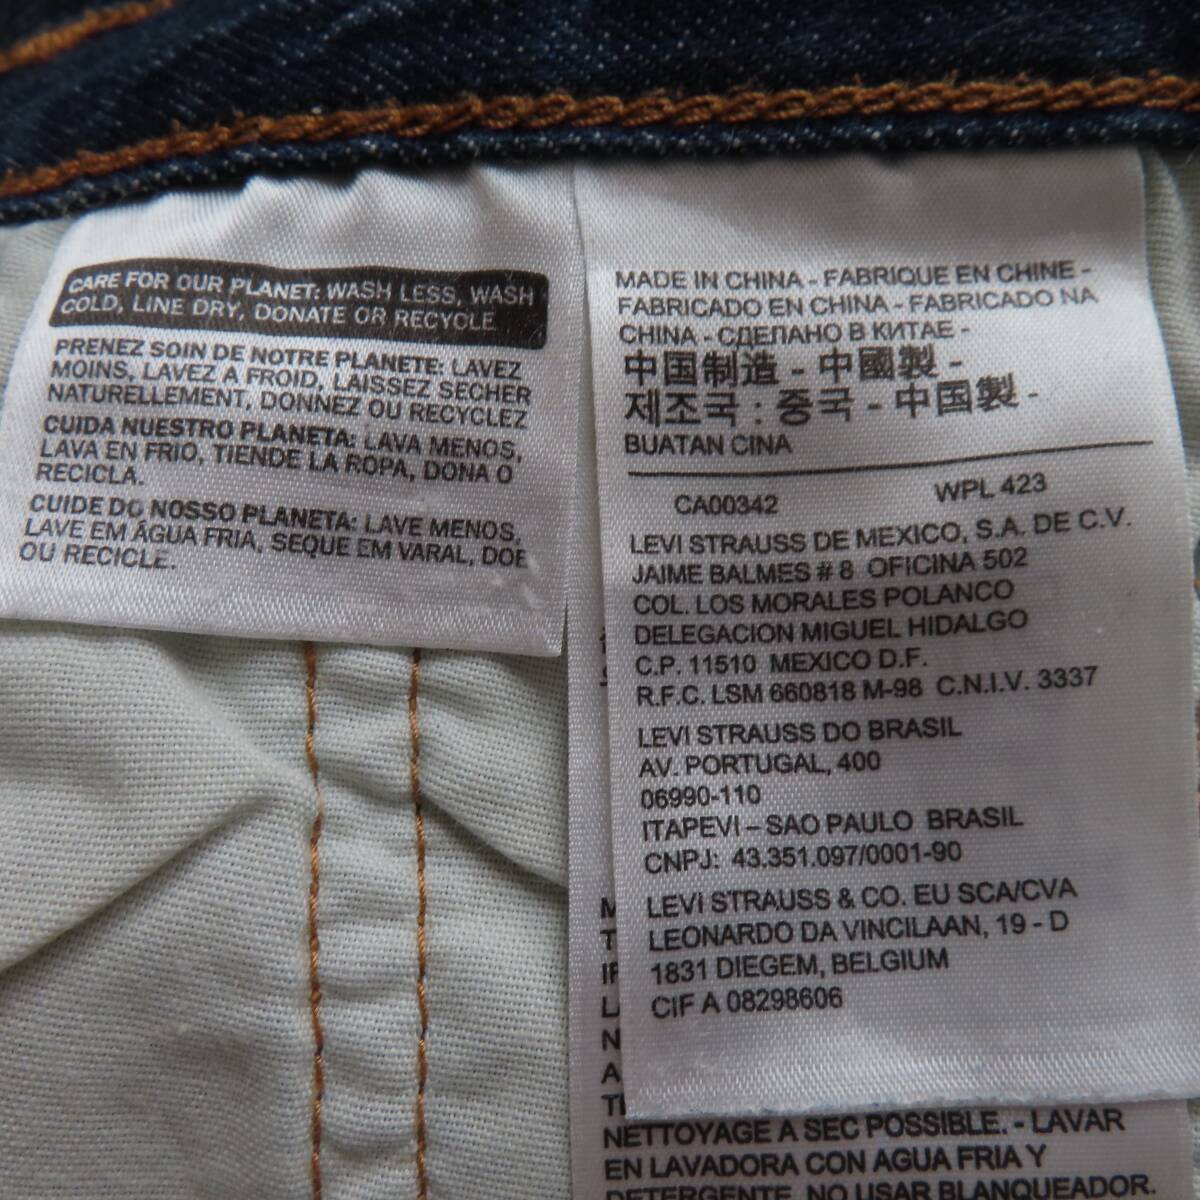 CARE FOR OUR PLANET: WASH LESS, WASH
COLD, LINE DRY, DONATE OR RECYCLE
PRENEZ SOIN DE NOTRE PLANETE: LAVEZ
MOINS, LAVEZ A FROID, LAISSEZ SECHER
NATURELLEMENT, DONNEZ OU RECYCLEZ
CUIDA NUESTRO PLANETA: LAVA MENOS,
LAVA EN FRIO, TIENDE LA ROPA, DONA O
RECICLA.
CUIDE DO NOSSO PLANETA: LAVE MENOS,
LAVE EM ÁGUA FRIA, SEQUE EM VARAL, DOE
OU RECICLE.
MADE IN CHINA - FABRIQUE EN CHINE -
FABRICADO EN CHINA - FABRICADO NA
CHINA - СДЕЛАНО В КИТАЕ -
中国制造 - 中國製 -
제조국 : 중국 - 中国製 -
BUATAN CINA
CA00342 WPL 423
LEVI STRAUSS DE MEXICO, S.A. DE C.V.
JAIME BALMES # 8 OFICINA 502
COL. LOS MORALES POLANCO
DELEGACION MIGUEL HIDALGO
C.P. 11510 MEXICO D.F.
R.F.C. LSM 660818 M-98 C.N.I.V. 3337
LEVI STRAUSS DO BRASIL
AV. PORTUGAL, 400
06990-110
ITAPEVI – SAO PAULO BRASIL
CNPJ: 43.351.097/0001-90
LEVI STRAUSS & CO. EU SCA/CVA
LEONARDO DA VINCILAAN, 19 - D
1831 DIEGEM, BELGIUM
CIF A 08298606
NETTOYAGE A SEC POSSIBLE. - LAVAR
EN LAVADORA CON AGUA FRIA Y
DETERGENTE. NO USAR BLANQUEADOR.